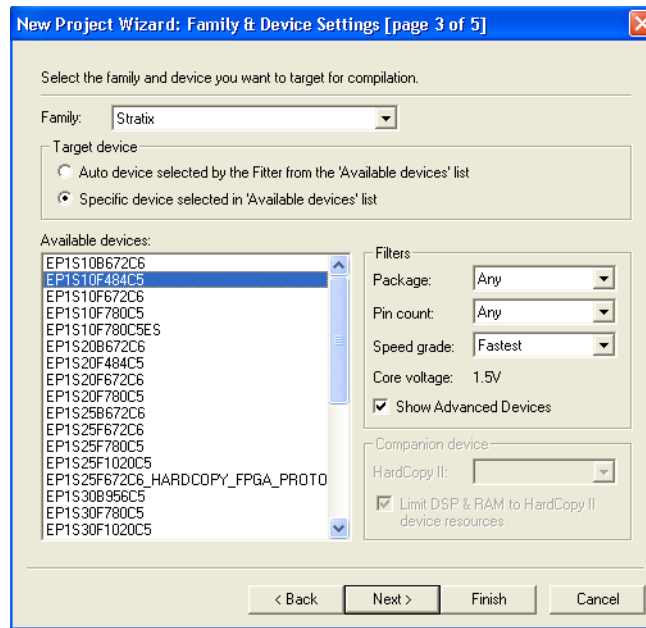 New Project Wizard: Family & Device Settings [page 3 of 5]
Select the family and device you want to target for compilation.
Family: Stratix
Target device
Auto device selected by the Fitter from the 'Available devices' list
Specific device selected in 'Available devices' list
Available devices:
EP1S10B672C6
EP1S10F484C5
EP1S10F672C6
EP1S10F780C5
EP1S10F780C5ES
EP1S20B672C6
EP1S20F484C5
EP1S20F672C6
EP1S20F780C5
EP1S25B672C6
EP1S25F672C6
EP1S25F780C5
EP1S25F1020C5
EP1S25F672C6_HARDCOPY_FPGA_PROTO
EP1S30B956C5
EP1S30F780C5
EP1S30F1020C5
Filters
Package: Any
Pin count: Any
Speed grade: Fastest
Core voltage: 1.5V
Show Advanced Devices
Companion device
HardCopy II:
Limit DSP & RAM to HardCopy II
device resources
< Back Next > Finish Cancel